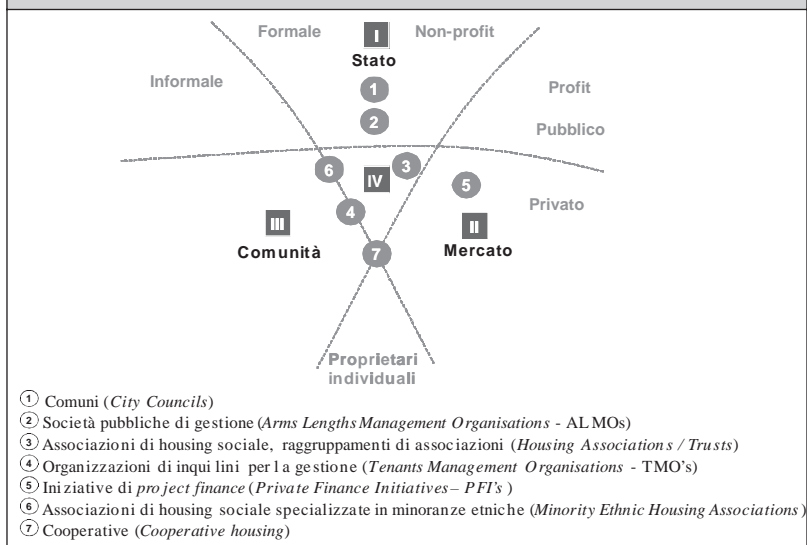 Formale I Non-profit
Stato
Informale 1 Profit
2 Pubblico
6 IV 3 5
Privato
4
III II
Comunità 7 Mercato
Proprietari
individuali
1 Comuni (City Councils)
2 Società pubbliche di gestione (Arms Lengths Management Organisations - ALMOs)
3 Associazioni di housing sociale, raggruppamenti di associazioni (Housing Associations / Trusts)
4 Organizzazioni di inquilini per la gestione (Tenants Management Organisations - TMO's)
5 Iniziative di project finance (Private Finance Initiatives – PFI's )
6 Associazioni di housing sociale specializzate in minoranze etniche (Minority Ethnic Housing Associations)
7 Cooperative (Cooperative housing)